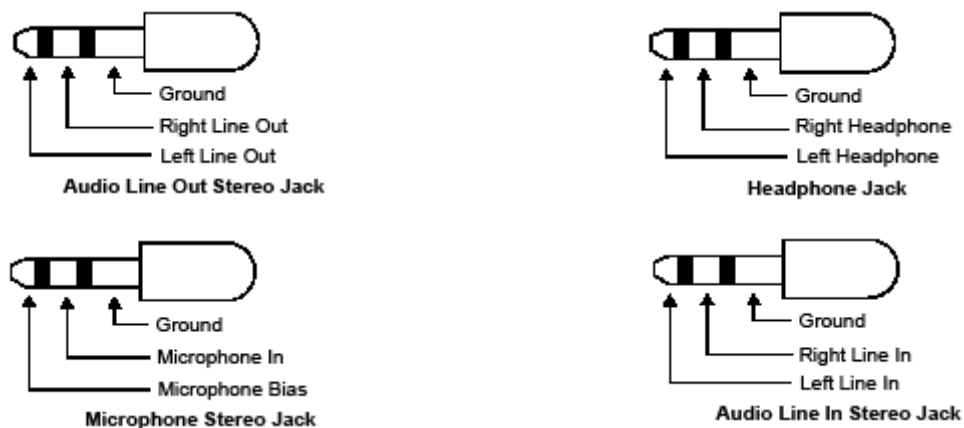 Ground
Right Line Out
Left Line Out
Audio Line Out Stereo Jack
Ground
Right Headphone
Left Headphone
Headphone Jack
Ground
Microphone In
Microphone Bias
Microphone Stereo Jack
Ground
Right Line In
Left Line In
Audio Line In Stereo Jack